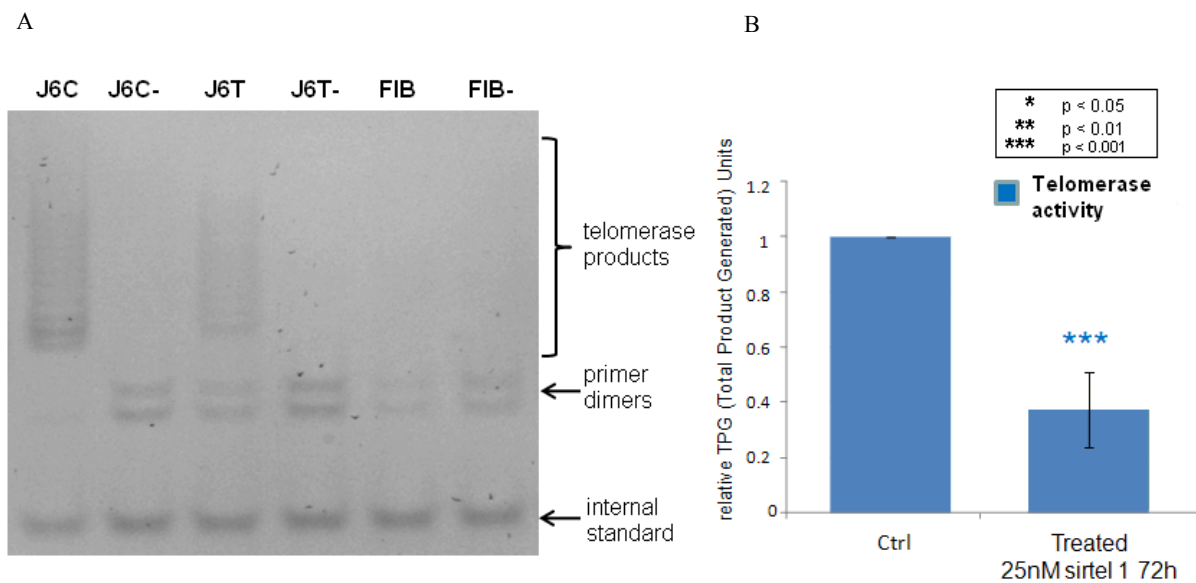 A
J6C J6C- J6T J6T- FIB FIB-
telomerase
products
primer
dimers
internal
standard
B
* p < 0.05
** p < 0.01
*** p < 0.001
Telomerase
activity
relative TPG (Total Product Generated) Units
1.2
1
0.8
0.6
0.4
0.2
0
***
Ctrl
Treated
25nM sirtel 1 72h